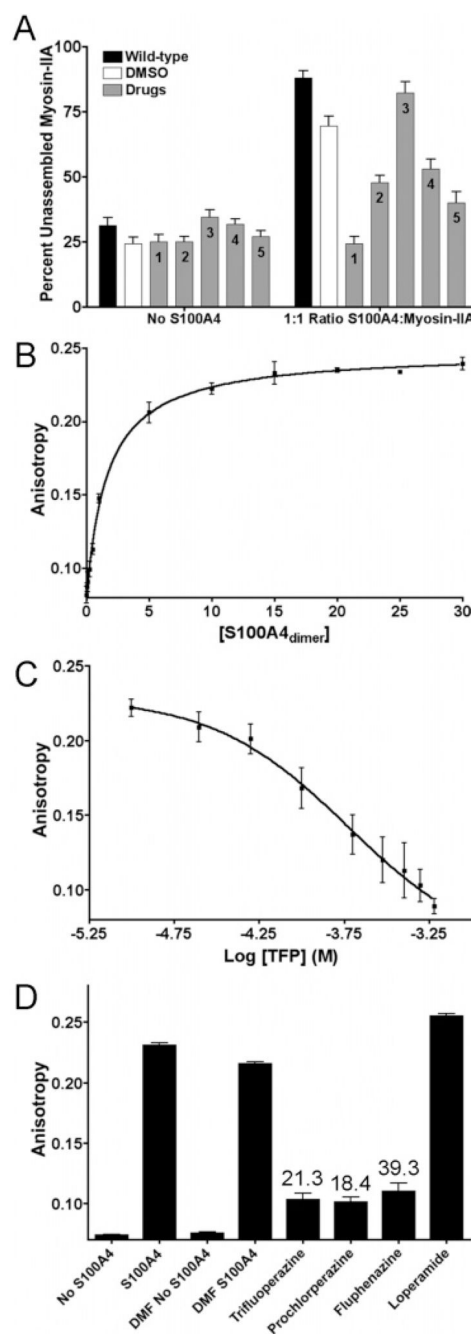 A
Percent Unassembled Myosin-IIA
100
75
50
25
0
Wild-type
DMSO
Drugs
1 2 3 4 5
1 2 3 4 5
No S100A4
1:1 Ratio S100A4:Myosin-IIA
B
Anisotropy
0.25
0.20
0.15
0.10
0 5 10 15 20 25 30
[S100A4dimer]
C
Anisotropy
0.25
0.20
0.15
0.10
-5.25 -4.75 -4.25 -3.75 -3.25
Log [TFP] (M)
D
Anisotropy
0.25
0.20
0.15
0.10
21.3 18.4 39.3
No S100A4
S100A4
DMF No S100A4
DMF S100A4
Trifluoperazine
Prochlorperazine
Fluphenazine
Loperamide